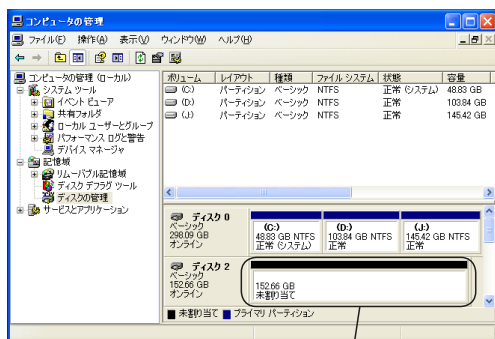 コンピュータの管理
ファイル(F) 操作(A) 表示(V) ウィンドウ(W) ヘルプ(H)
コンピュータの管理 (ローカル)
システム ツール
イベント ビューア
共有フォルダ
ローカル ユーザーとグループ
パフォーマンス ログと警告
デバイス マネージャ
記憶域
リムーバブル記憶域
ディスク デフラグ ツール
ディスクの管理
サービスとアプリケーション
ボリューム レイアウト 種類 ファイル システム 状態 容量
(C:) パーティション ベーシック NTFS 正常 (システム) 48.83 GB
(D:) パーティション ベーシック NTFS 正常 103.84 GB
(J:) パーティション ベーシック NTFS 正常 145.42 GB
ディスク 0
ベーシック
298.09 GB
オンライン
(C:)
48.83 GB NTFS
正常 (システム)
(D:)
103.84 GB NTFS
正常
(J:)
145.42 GB NTFS
正常
ディスク 2
ベーシック
152.66 GB
オンライン
152.66 GB
未割り当て
未割り当て プライマリ パーティション